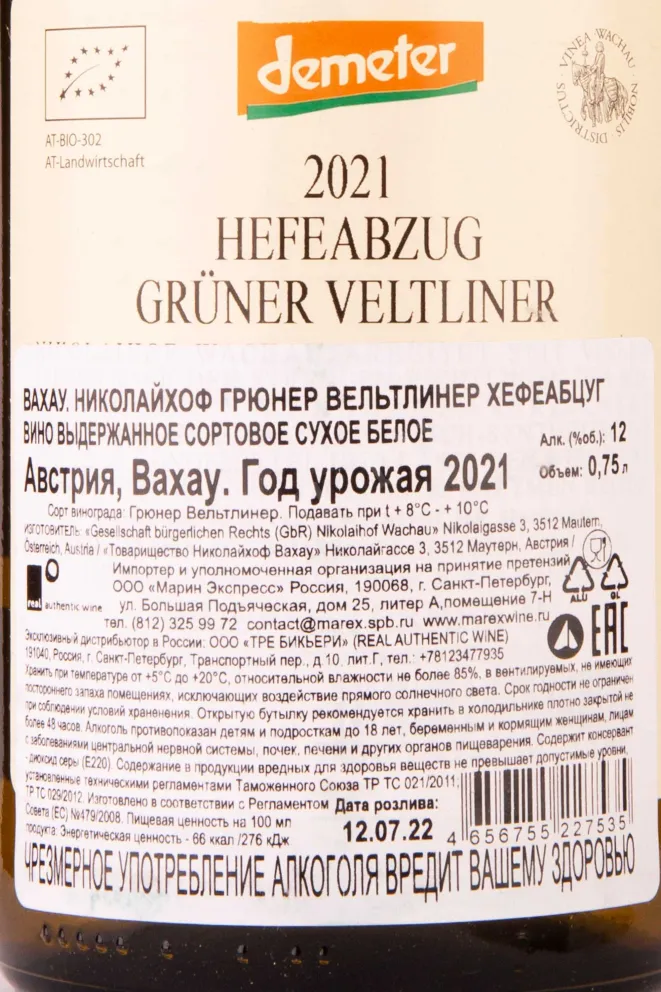 demeter
VINEA WACHAU NOBILIS DISTRICTUS
AT-BIO-302
AT-Landwirtschaft
2021
HEFEABZUG
GRÜNER VELTLINER
ВАХАУ. НИКОЛАЙХОФ ГРЮНЕР ВЕЛЬТЛИНЕР ХЕФЕАБЦУГ
ВИНО ВЫДЕРЖАННОЕ СОРТОВОЕ СУХОЕ БЕЛОЕ
Алк. (%об.): 12
Австрия, Вахау. Год урожая 2021
Объем: 0,75 л
Сорт винограда: Грюнер Вельтлинер. Подавать при t + 8°C - + 10°C
ИЗГОТОВИТЕЛЬ: «Gesellschaft bürgerlichen Rechts (GbR) Nikolaihof Wachau» Nikolaigasse 3, 3512 Mautern,
Österreich, Austria / «Товарищество Николайхоф Вахау» Николайгассе 3, 3512 Маутерн, Австрия /
Импортер и уполномоченная организация на принятие претензий
ООО «Марин Экспресс» Россия, 190068, г. Санкт-Петербург,
ул. Большая Подъяческая, дом 25, литер А,помещение 7-Н
тел. (812) 325 99 72 contact@marex.spb.ru www.marexwine.ru
real authentic wine
ALU
GL
EAC
Эксклюзивный дистрибьютор в России: ООО «ТРЕ БИКЬЕРИ» (REAL AUTHENTIC WINE)
191040, Россия, г. Санкт-Петербург, Транспортный пер., д.10, лит.Г, тел.: +78123477935
Хранить при температуре от +5°C до +20°C, относительной влажности не более 85%, в вентилируемых, не имеющих
постороннего запаха помещениях, исключающих воздействие прямого солнечного света. Срок годности не ограничен
при соблюдении условий хранения. Открытую бутылку рекомендуется хранить в холодильнике плотно закрытой не
более 48 часов. Алкоголь противопоказан детям и подросткам до 18 лет, беременным и кормящим женщинам, лицам
с заболеваниями центральной нервной системы, почек, печени и других органов пищеварения. Содержит консервант
- диоксид серы (E220). Содержание в продукции вредных для здоровья веществ не превышает допустимые уровни,
установленные техническими регламентами Таможенного Союза ТР ТС 021/2011,
ТР ТС 029/2012. Изготовлено в соответствии с Регламентом
Совета (ЕС) №479/2008. Пищевая ценность на 100 мл
продукта: Энергетическая ценность - 66 ккал /276 кДж
Дата розлива:
12.07.22
4 656755 227535
ЧРЕЗМЕРНОЕ УПОТРЕБЛЕНИЕ АЛКОГОЛЯ ВРЕДИТ ВАШЕМУ ЗДОРОВЬЮ